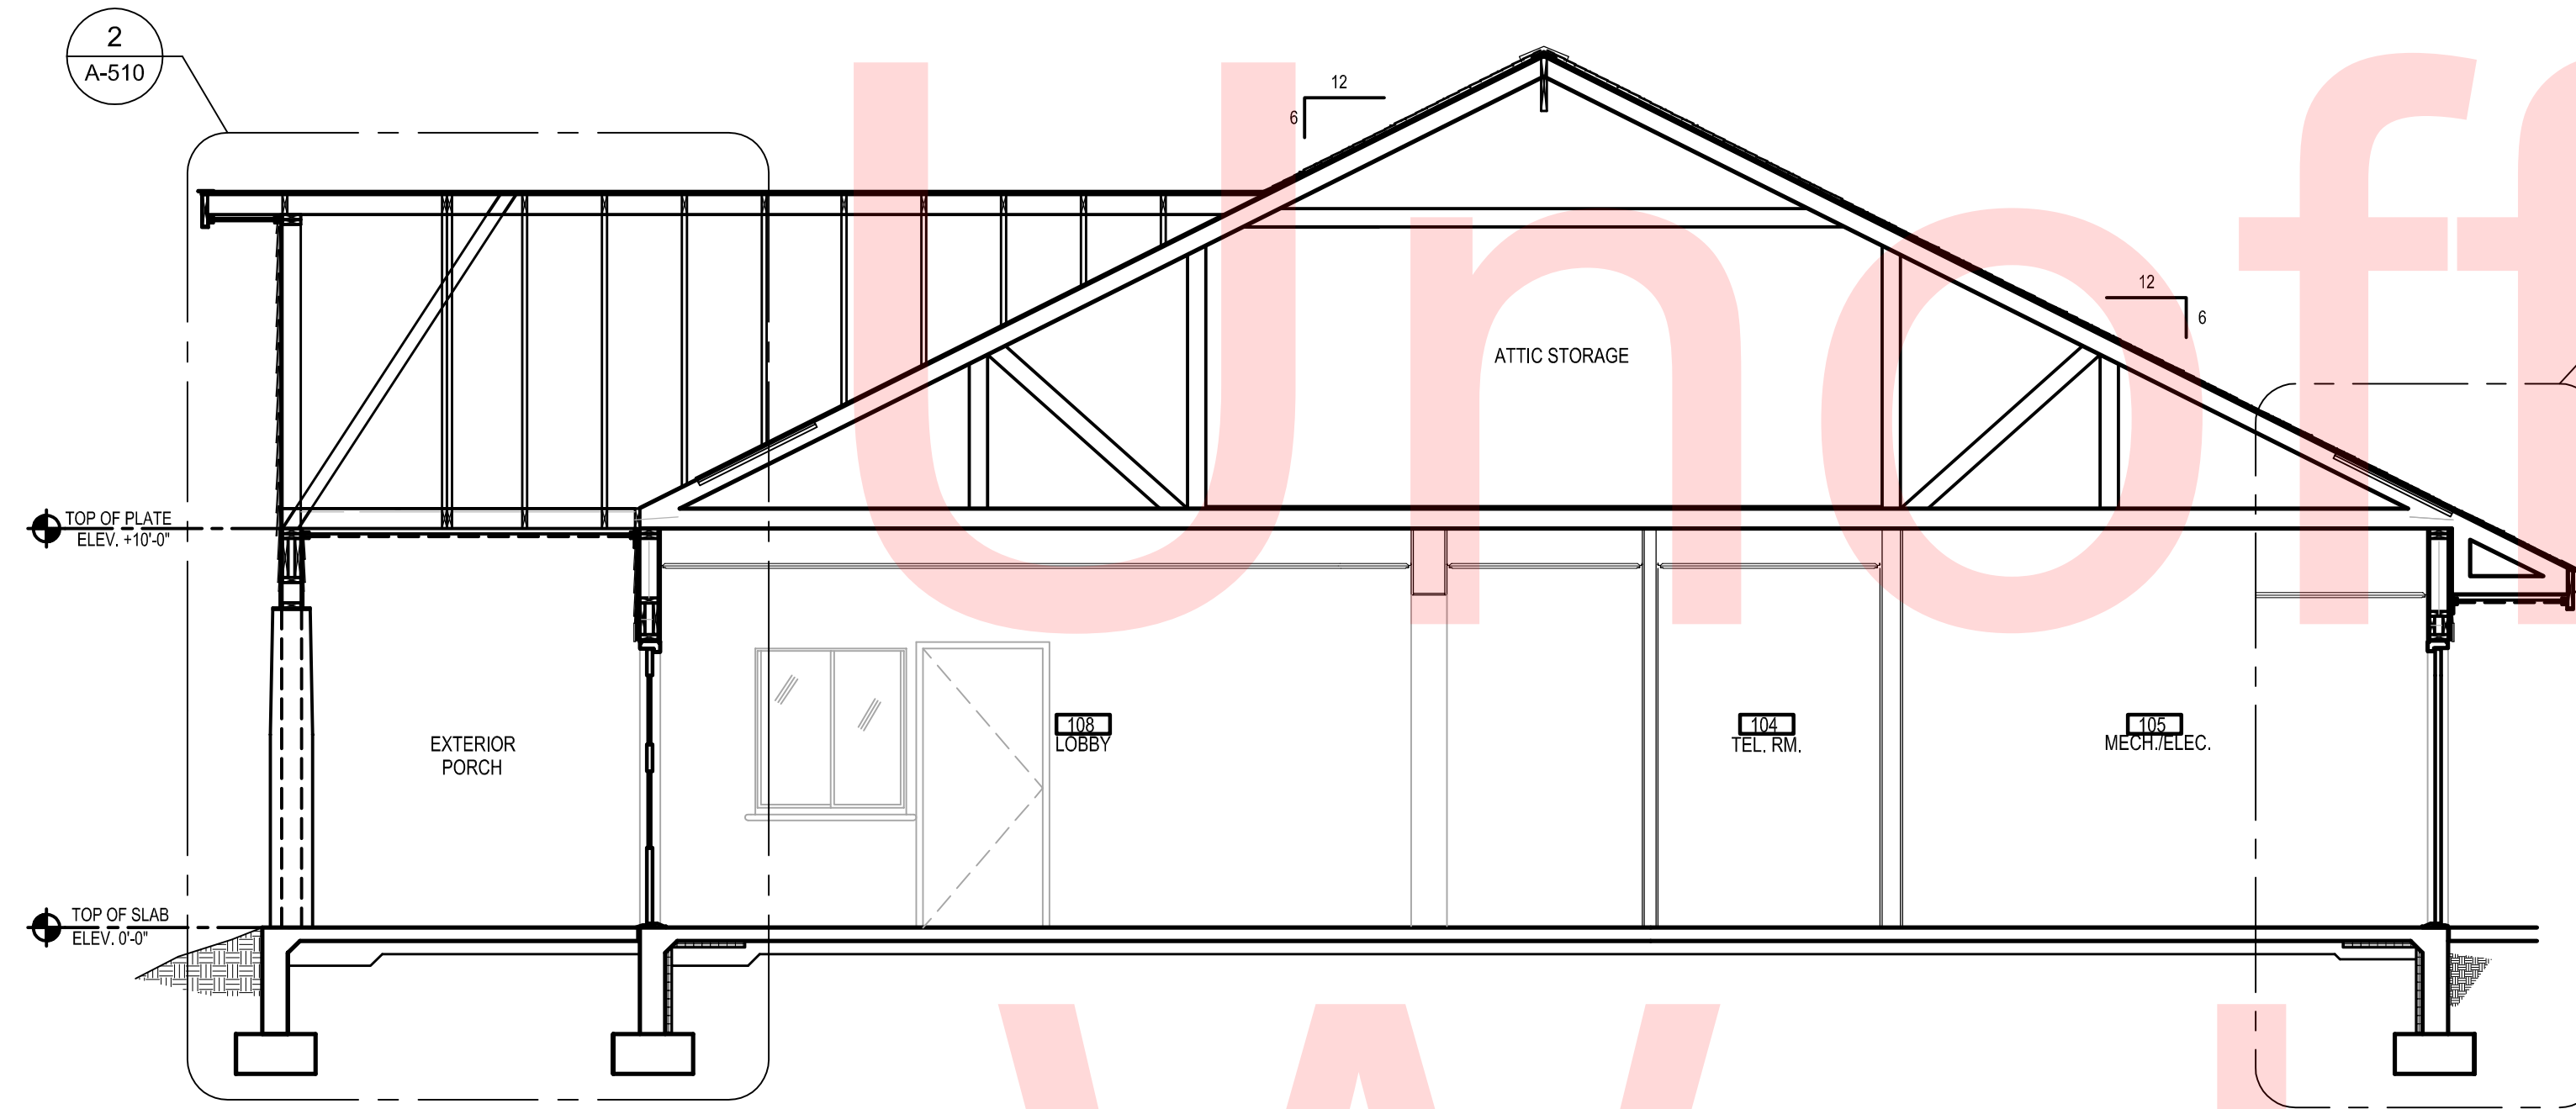 2
A-510
12
6
12
6
ATTIC STORAGE
TOP OF PLATE
ELEV. +10'-0"
108
LOBBY
104
TEL. RM.
105
MECH./ELEC.
EXTERIOR
PORCH
TOP OF SLAB
ELEV. 0'-0"
Unoff